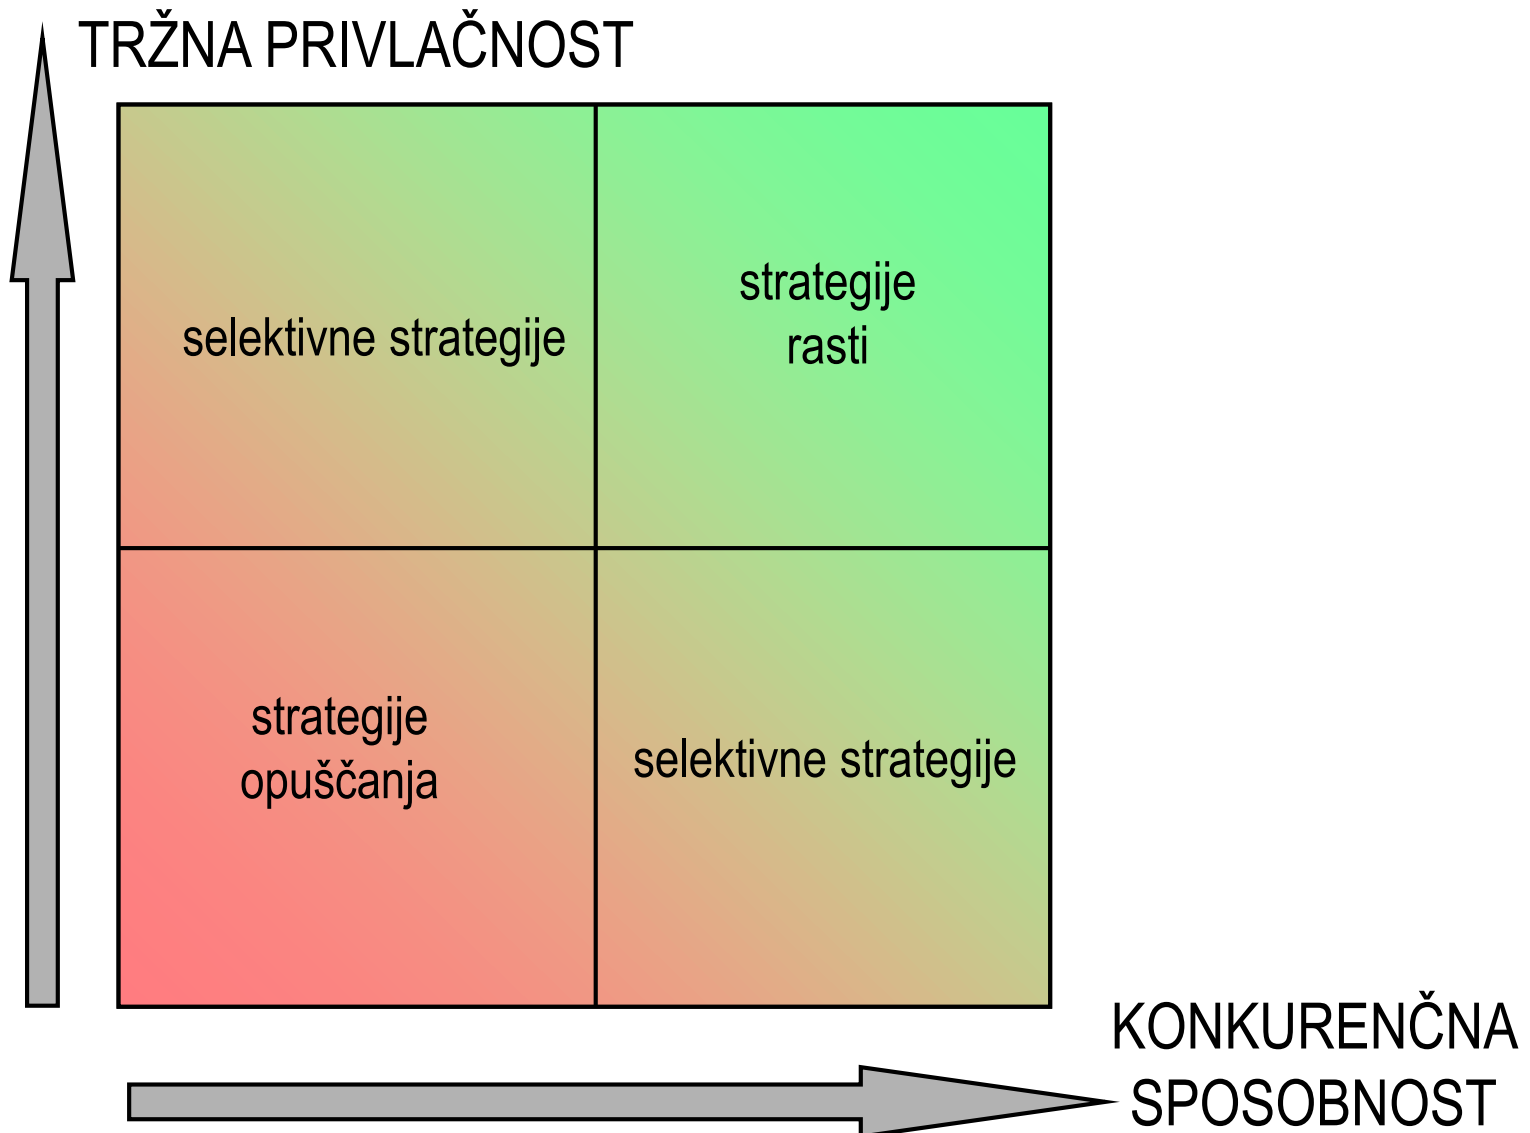 TRŽNA PRIVLAČNOST
selektivne strategije
strategije
rasti
strategije
opuščanja
selektivne strategije
KONKURENČNA
SPOSOBNOST